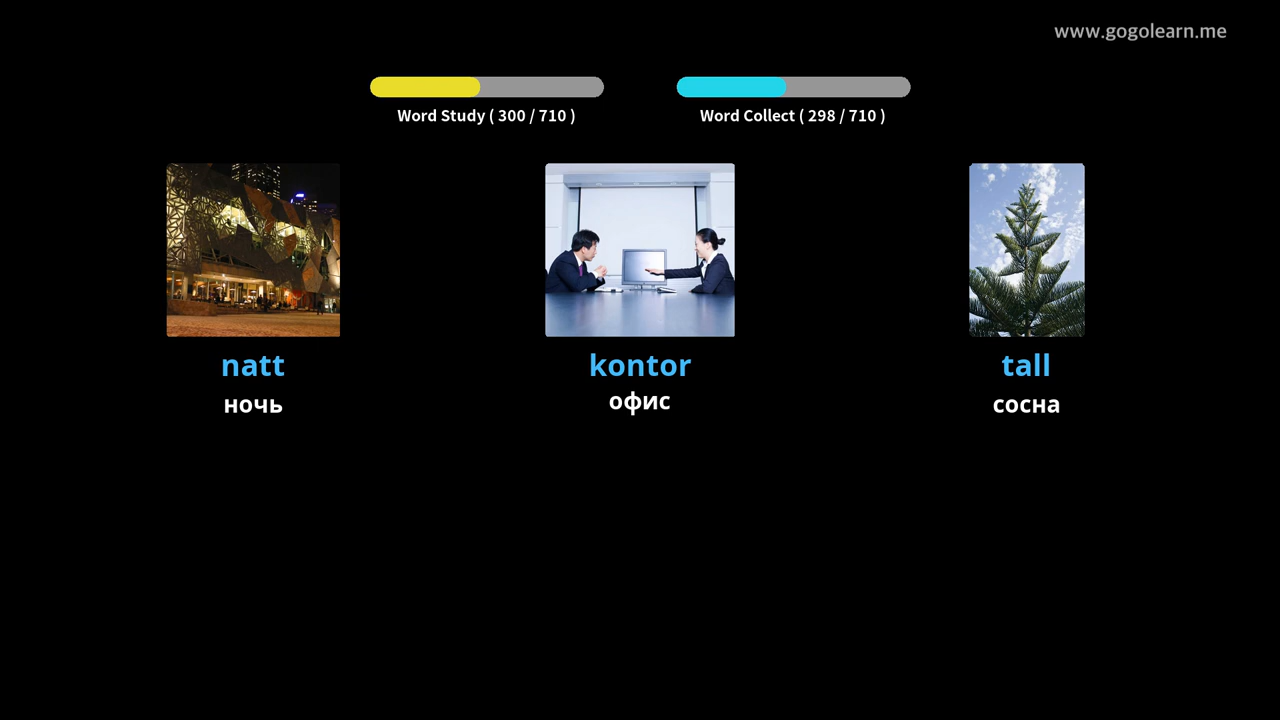 www.gogolearn.me
Word Study ( 300 / 710 )
Word Collect ( 298 / 710 )
natt
ночь
kontor
офис
tall
сосна